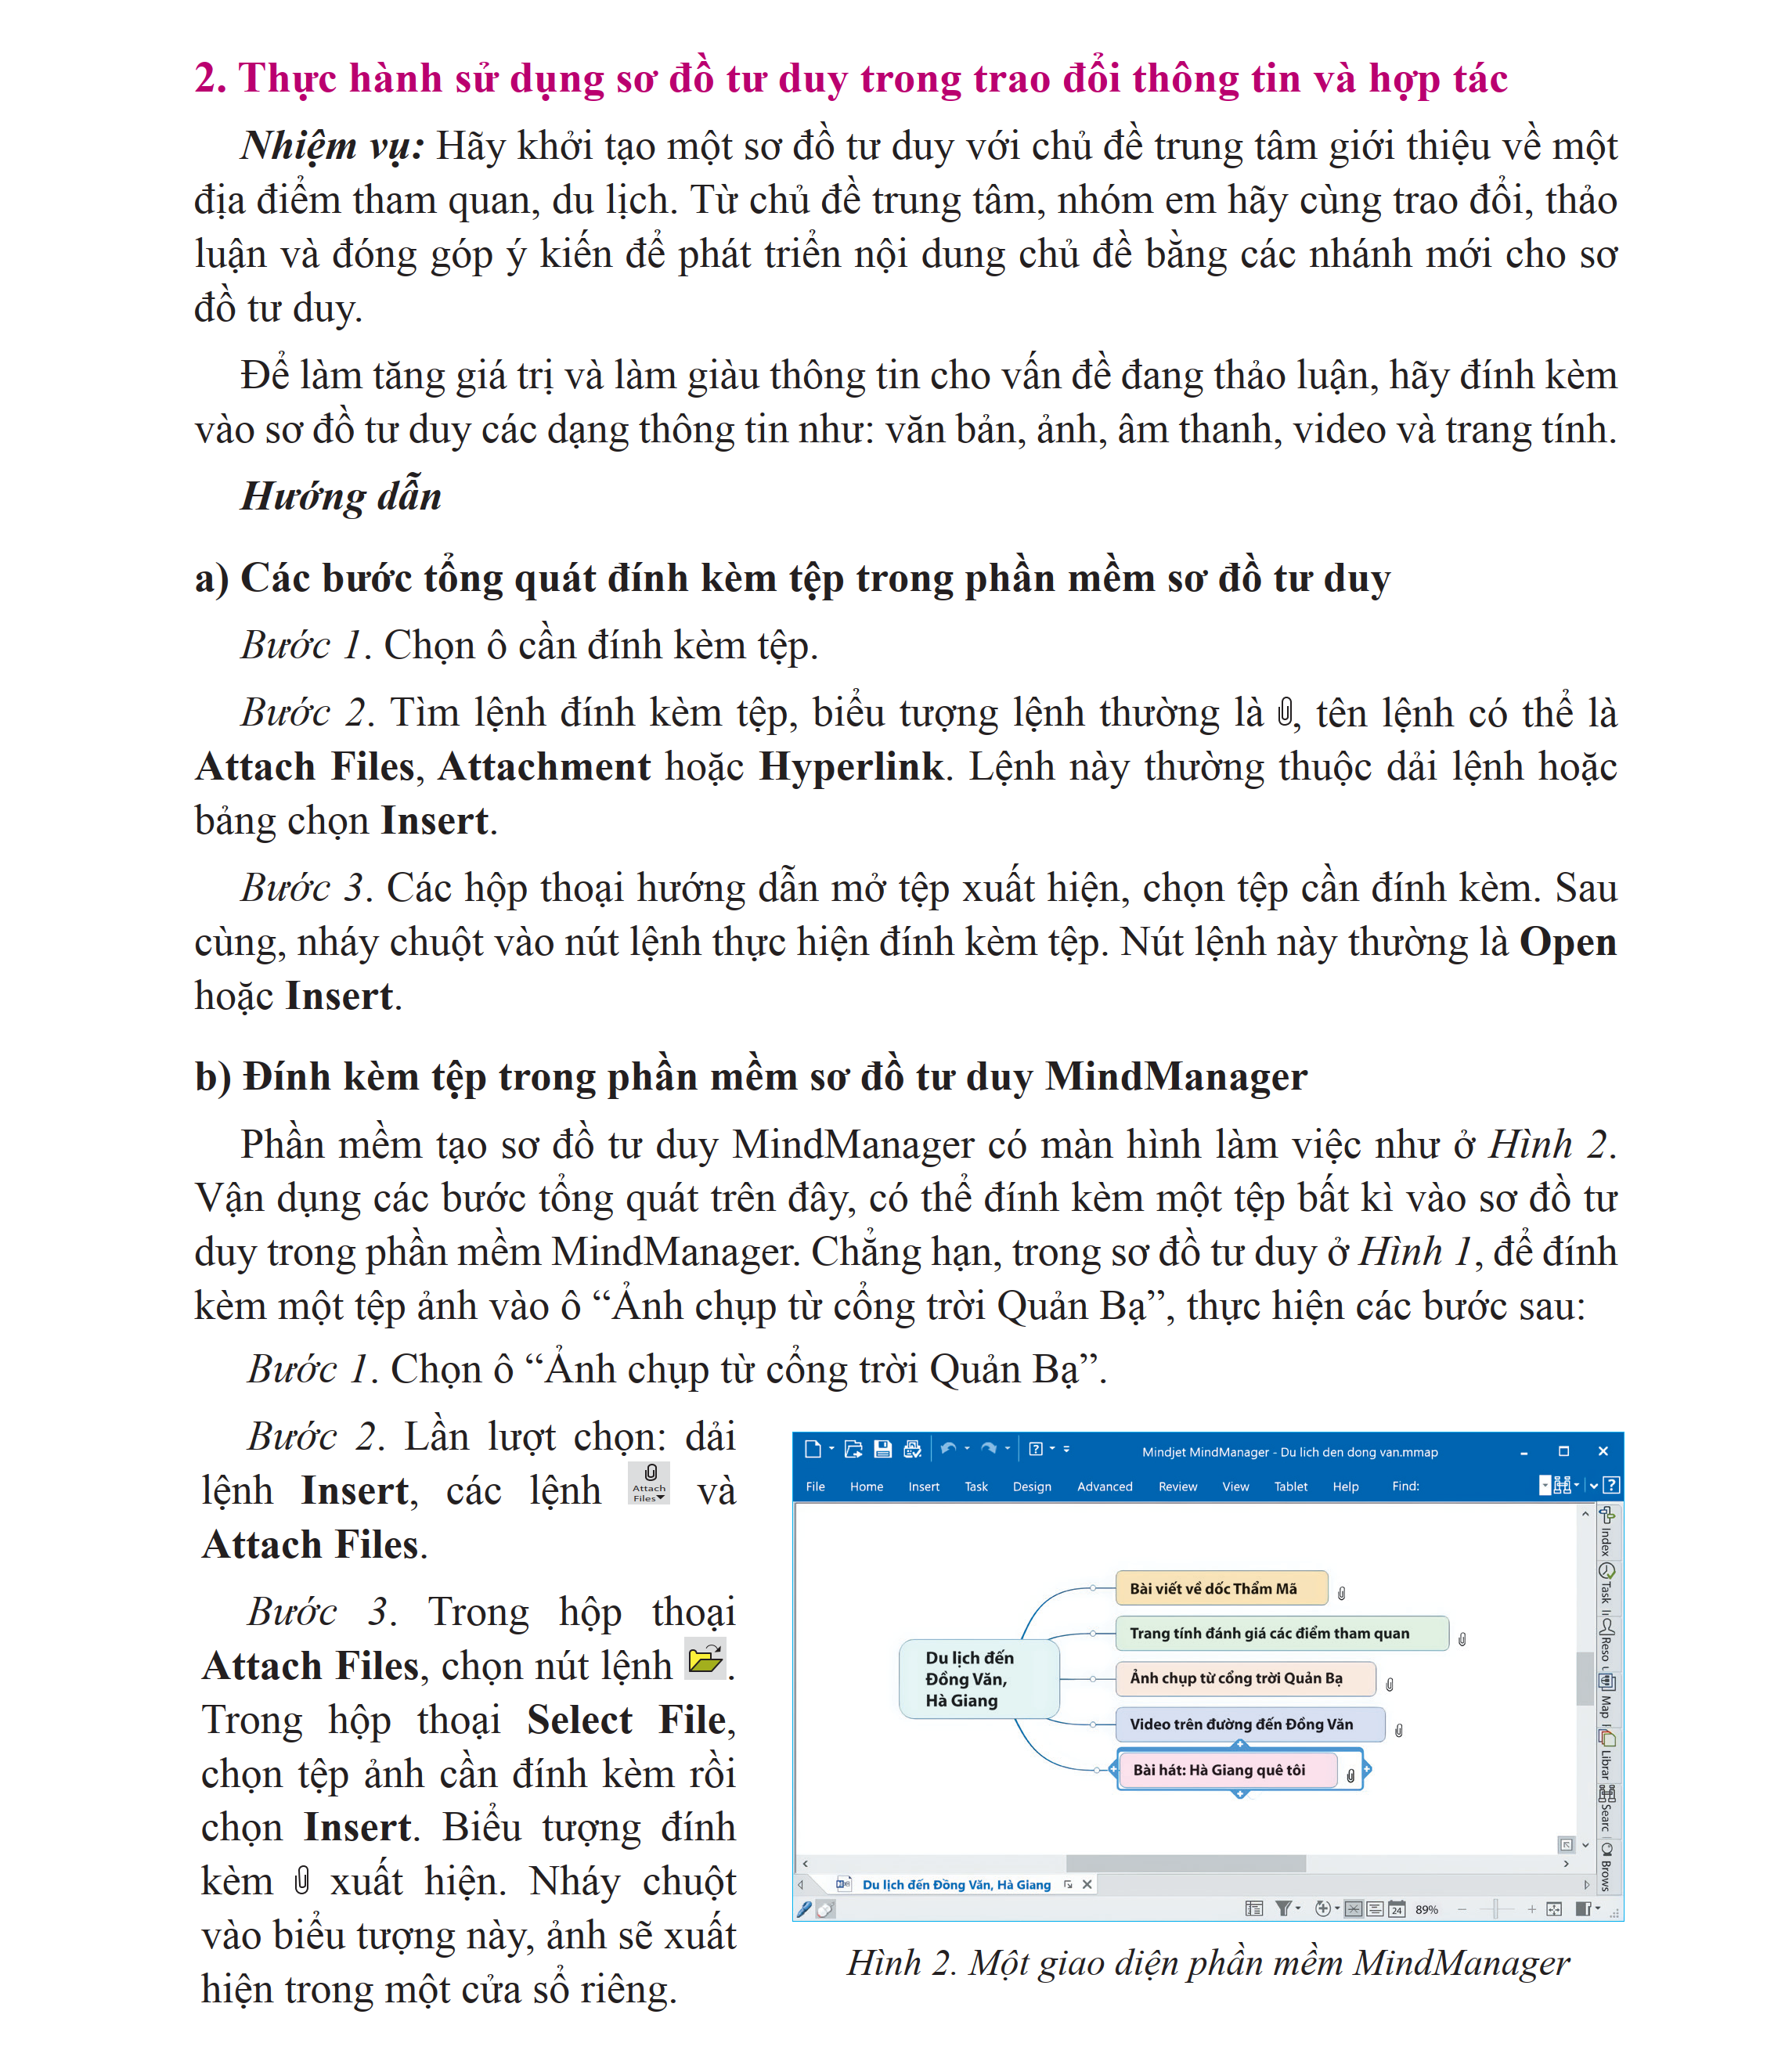 2. Thực hành sử dụng sơ đồ tư duy trong trao đổi thông tin và hợp tác
Nhiệm vụ: Hãy khởi tạo một sơ đồ tư duy với chủ đề trung tâm giới thiệu về một
địa điểm tham quan, du lịch. Từ chủ đề trung tâm, nhóm em hãy cùng trao đổi, thảo
luận và đóng góp ý kiến để phát triển nội dung chủ đề bằng các nhánh mới cho sơ
đồ tư duy.
Để làm tăng giá trị và làm giàu thông tin cho vấn đề đang thảo luận, hãy đính kèm
vào sơ đồ tư duy các dạng thông tin như: văn bản, ảnh, âm thanh, video và trang tính.
Hướng dẫn
a) Các bước tổng quát đính kèm tệp trong phần mềm sơ đồ tư duy
Bước 1. Chọn ô cần đính kèm tệp.
Bước 2. Tìm lệnh đính kèm tệp, biểu tượng lệnh thường là , tên lệnh có thể là
Attach Files, Attachment hoặc Hyperlink. Lệnh này thường thuộc dải lệnh hoặc
bảng chọn Insert.
Bước 3. Các hộp thoại hướng dẫn mở tệp xuất hiện, chọn tệp cần đính kèm. Sau
cùng, nháy chuột vào nút lệnh thực hiện đính kèm tệp. Nút lệnh này thường là Open
hoặc Insert.
b) Đính kèm tệp trong phần mềm sơ đồ tư duy MindManager
Phần mềm tạo sơ đồ tư duy MindManager có màn hình làm việc như ở Hình 2.
Vận dụng các bước tổng quát trên đây, có thể đính kèm một tệp bất kì vào sơ đồ tư
duy trong phần mềm MindManager. Chẳng hạn, trong sơ đồ tư duy ở Hình 1, để đính
kèm một tệp ảnh vào ô “Ảnh chụp từ cổng trời Quản Bạ”, thực hiện các bước sau:
Bước 1. Chọn ô “Ảnh chụp từ cổng trời Quản Bạ”.
Bước 2. Lần lượt chọn: dải
lệnh Insert, các lệnh Attach Files và
Attach Files.
Bước 3. Trong hộp thoại
Attach Files, chọn nút lệnh .
Trong hộp thoại Select File,
chọn tệp ảnh cần đính kèm rồi
chọn Insert. Biểu tượng đính
kèm xuất hiện. Nháy chuột
vào biểu tượng này, ảnh sẽ xuất
hiện trong một cửa sổ riêng.
Mindjet MindManager - Du lich den dong van.mmap
File Home Insert Task Design Advanced Review View Tablet Help Find:
Bài viết về dốc Thẩm Mã
Trang tính đánh giá các điểm tham quan
Du lịch đến
Đồng Văn,
Hà Giang
Ảnh chụp từ cổng trời Quản Bạ
Video trên đường đến Đồng Văn
Bài hát: Hà Giang quê tôi
Index
Task
Reso
Map
Librar
Searc
Brows
Du lịch đến Đồng Văn, Hà Giang
24 89%
Hình 2. Một giao diện phần mềm MindManager